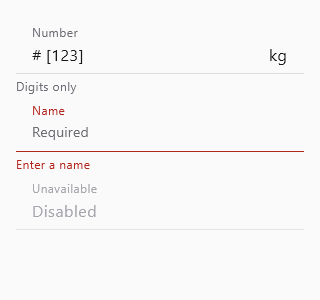 Number
# [123] kg
Digits only
Name
Required
Enter a name
Unavailable
Disabled